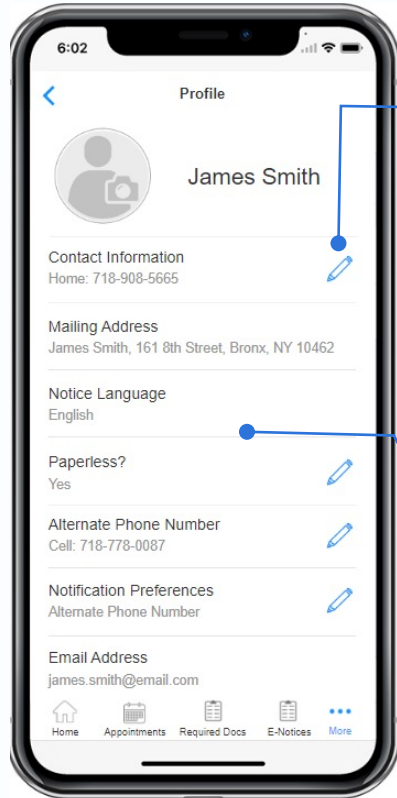 6:02
Profile
James Smith
Contact Information
Home: 718-908-5665
Mailing Address
James Smith, 161 8th Street, Bronx, NY 10462
Notice Language
English
Paperless?
Yes
Alternate Phone Number
Cell: 718-778-0087
Notification Preferences
Alternate Phone Number
Email Address
james.smith@email.com
Home Appointments Required Docs E-Notices More